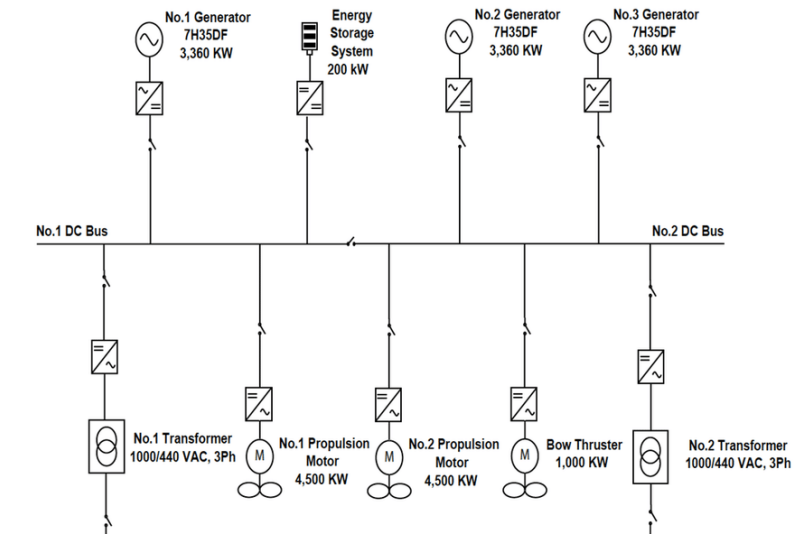 No.1 Generator
7H35DF
3,360 KW
Energy
Storage
System
200 kW
No.2 Generator
7H35DF
3,360 KW
No.3 Generator
7H35DF
3,360 KW
No.1 DC Bus
No.2 DC Bus
No.1 Transformer
1000/440 VAC, 3Ph
M
No.1 Propulsion
Motor
4,500 KW
M
No.2 Propulsion
Motor
4,500 KW
M
Bow Thruster
1,000 KW
No.2 Transformer
1000/440 VAC, 3Ph